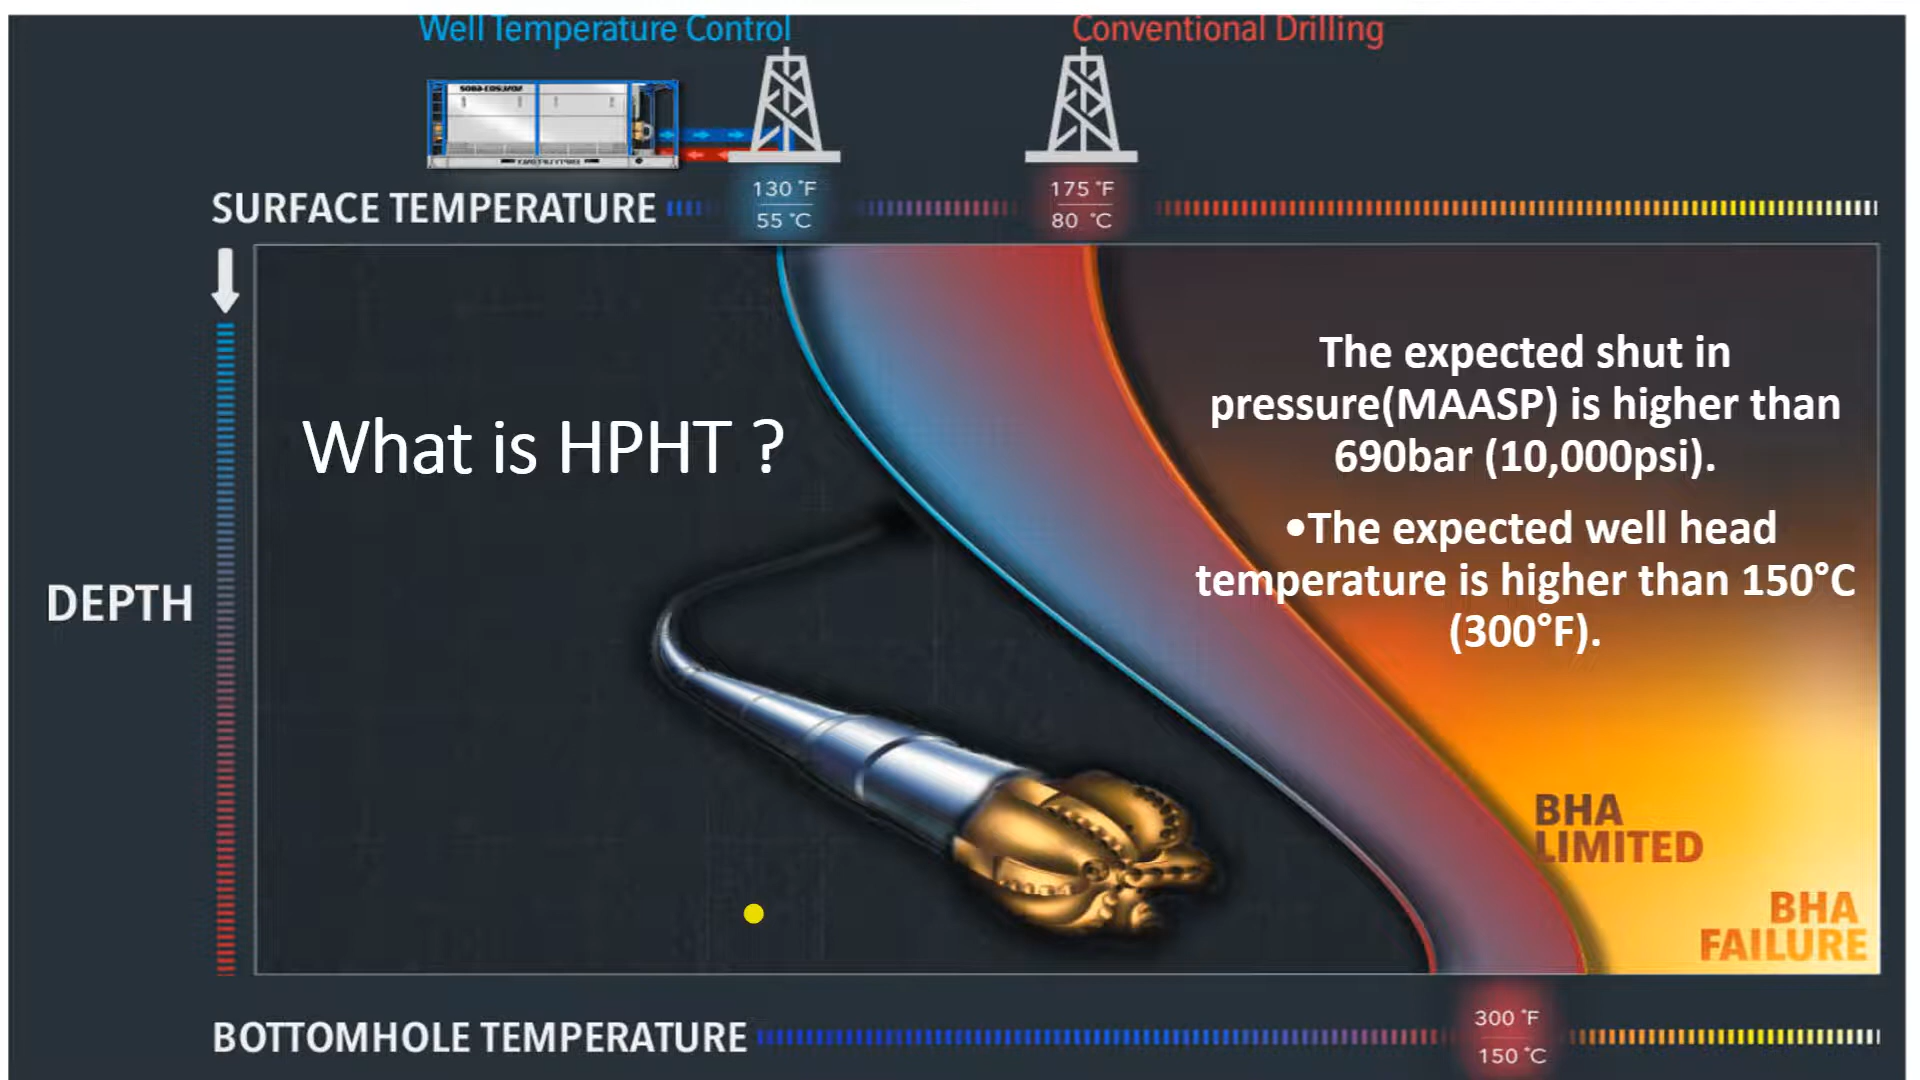 Well Temperature Control
Conventional Drilling
130 °F
55 °C
175 °F
80 °C
SURFACE TEMPERATURE
What is HPHT ?
The expected shut in
pressure(MAASP) is higher than
690bar (10,000psi).
•The expected well head
temperature is higher than 150°C
(300°F).
DEPTH
BHA
LIMITED
BHA
FAILURE
BOTTOMHOLE TEMPERATURE
300 °F
150 °C